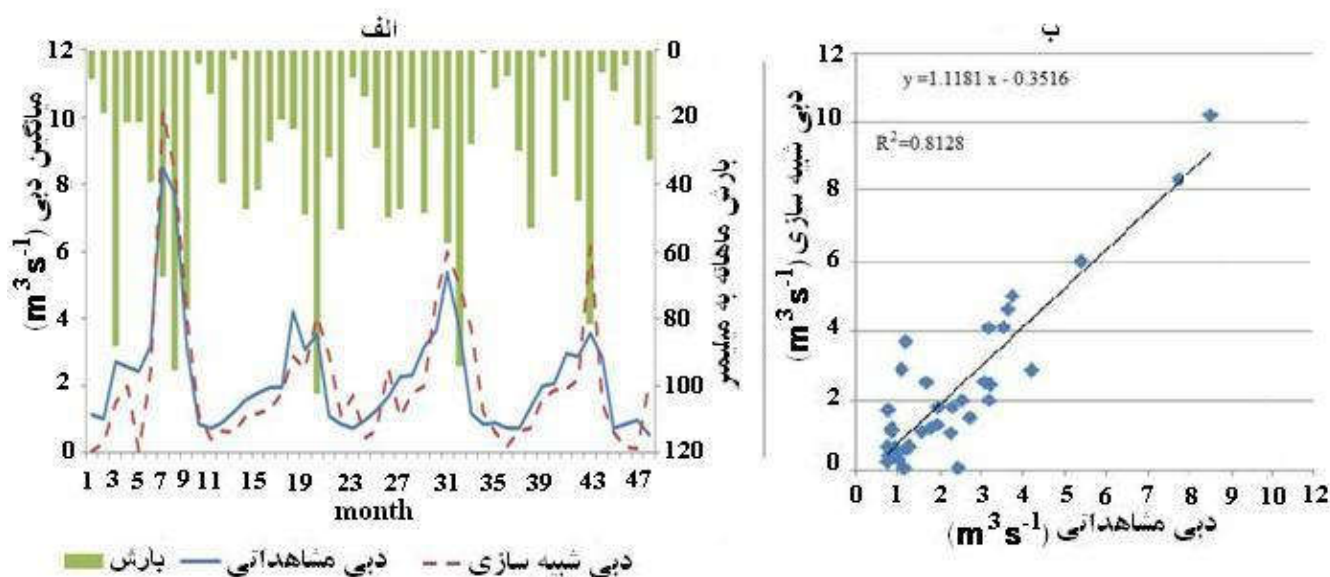 الف
12
10
8
6
4
2
0
میانگین دبی (m³s⁻¹)
0
20
40
60
80
100
120
بارش ماهانه به میلیمتر
1 3 5 7 9 11 15 19 23 27 31 35 39 43 47
month
بارش دبی مشاهداتی دبی شبیه سازی
ب
y =1.1181 x - 0.3516
R²=0.8128
12
10
8
6
4
2
0
دبی شبیه سازی (m³s⁻¹)
0 1 2 3 4 5 6 7 8 9 10 12
دبی مشاهداتی (m³s⁻¹)